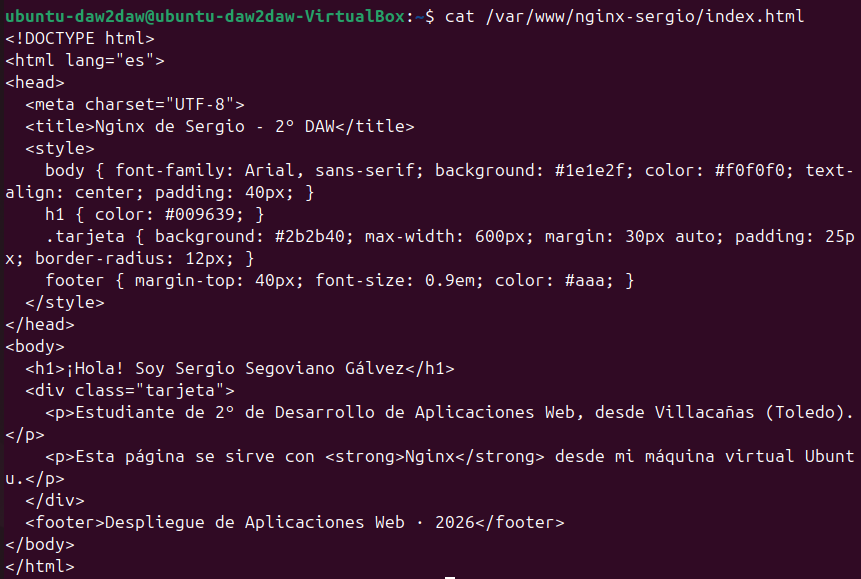 ubuntu-daw2daw@ubuntu-daw2daw-VirtualBox:~$ cat /var/www/nginx-sergio/index.html
<!DOCTYPE html>
<html lang="es">
<head>
  <meta charset="UTF-8">
  <title>Nginx de Sergio - 2º DAW</title>
  <style>
    body { font-family: Arial, sans-serif; background: #1e1e2f; color: #f0f0f0; text-
align: center; padding: 40px; }
    h1 { color: #009639; }
    .tarjeta { background: #2b2b40; max-width: 600px; margin: 30px auto; padding: 25p
x; border-radius: 12px; }
    footer { margin-top: 40px; font-size: 0.9em; color: #aaa; }
  </style>
</head>
<body>
  <h1>¡Hola! Soy Sergio Segoviano Gálvez</h1>
  <div class="tarjeta">
    <p>Estudiante de 2º de Desarrollo de Aplicaciones Web, desde Villacañas (Toledo).
</p>
    <p>Esta página se sirve con <strong>Nginx</strong> desde mi máquina virtual Ubunt
u.</p>
  </div>
  <footer>Despliegue de Aplicaciones Web · 2026</footer>
</body>
</html>